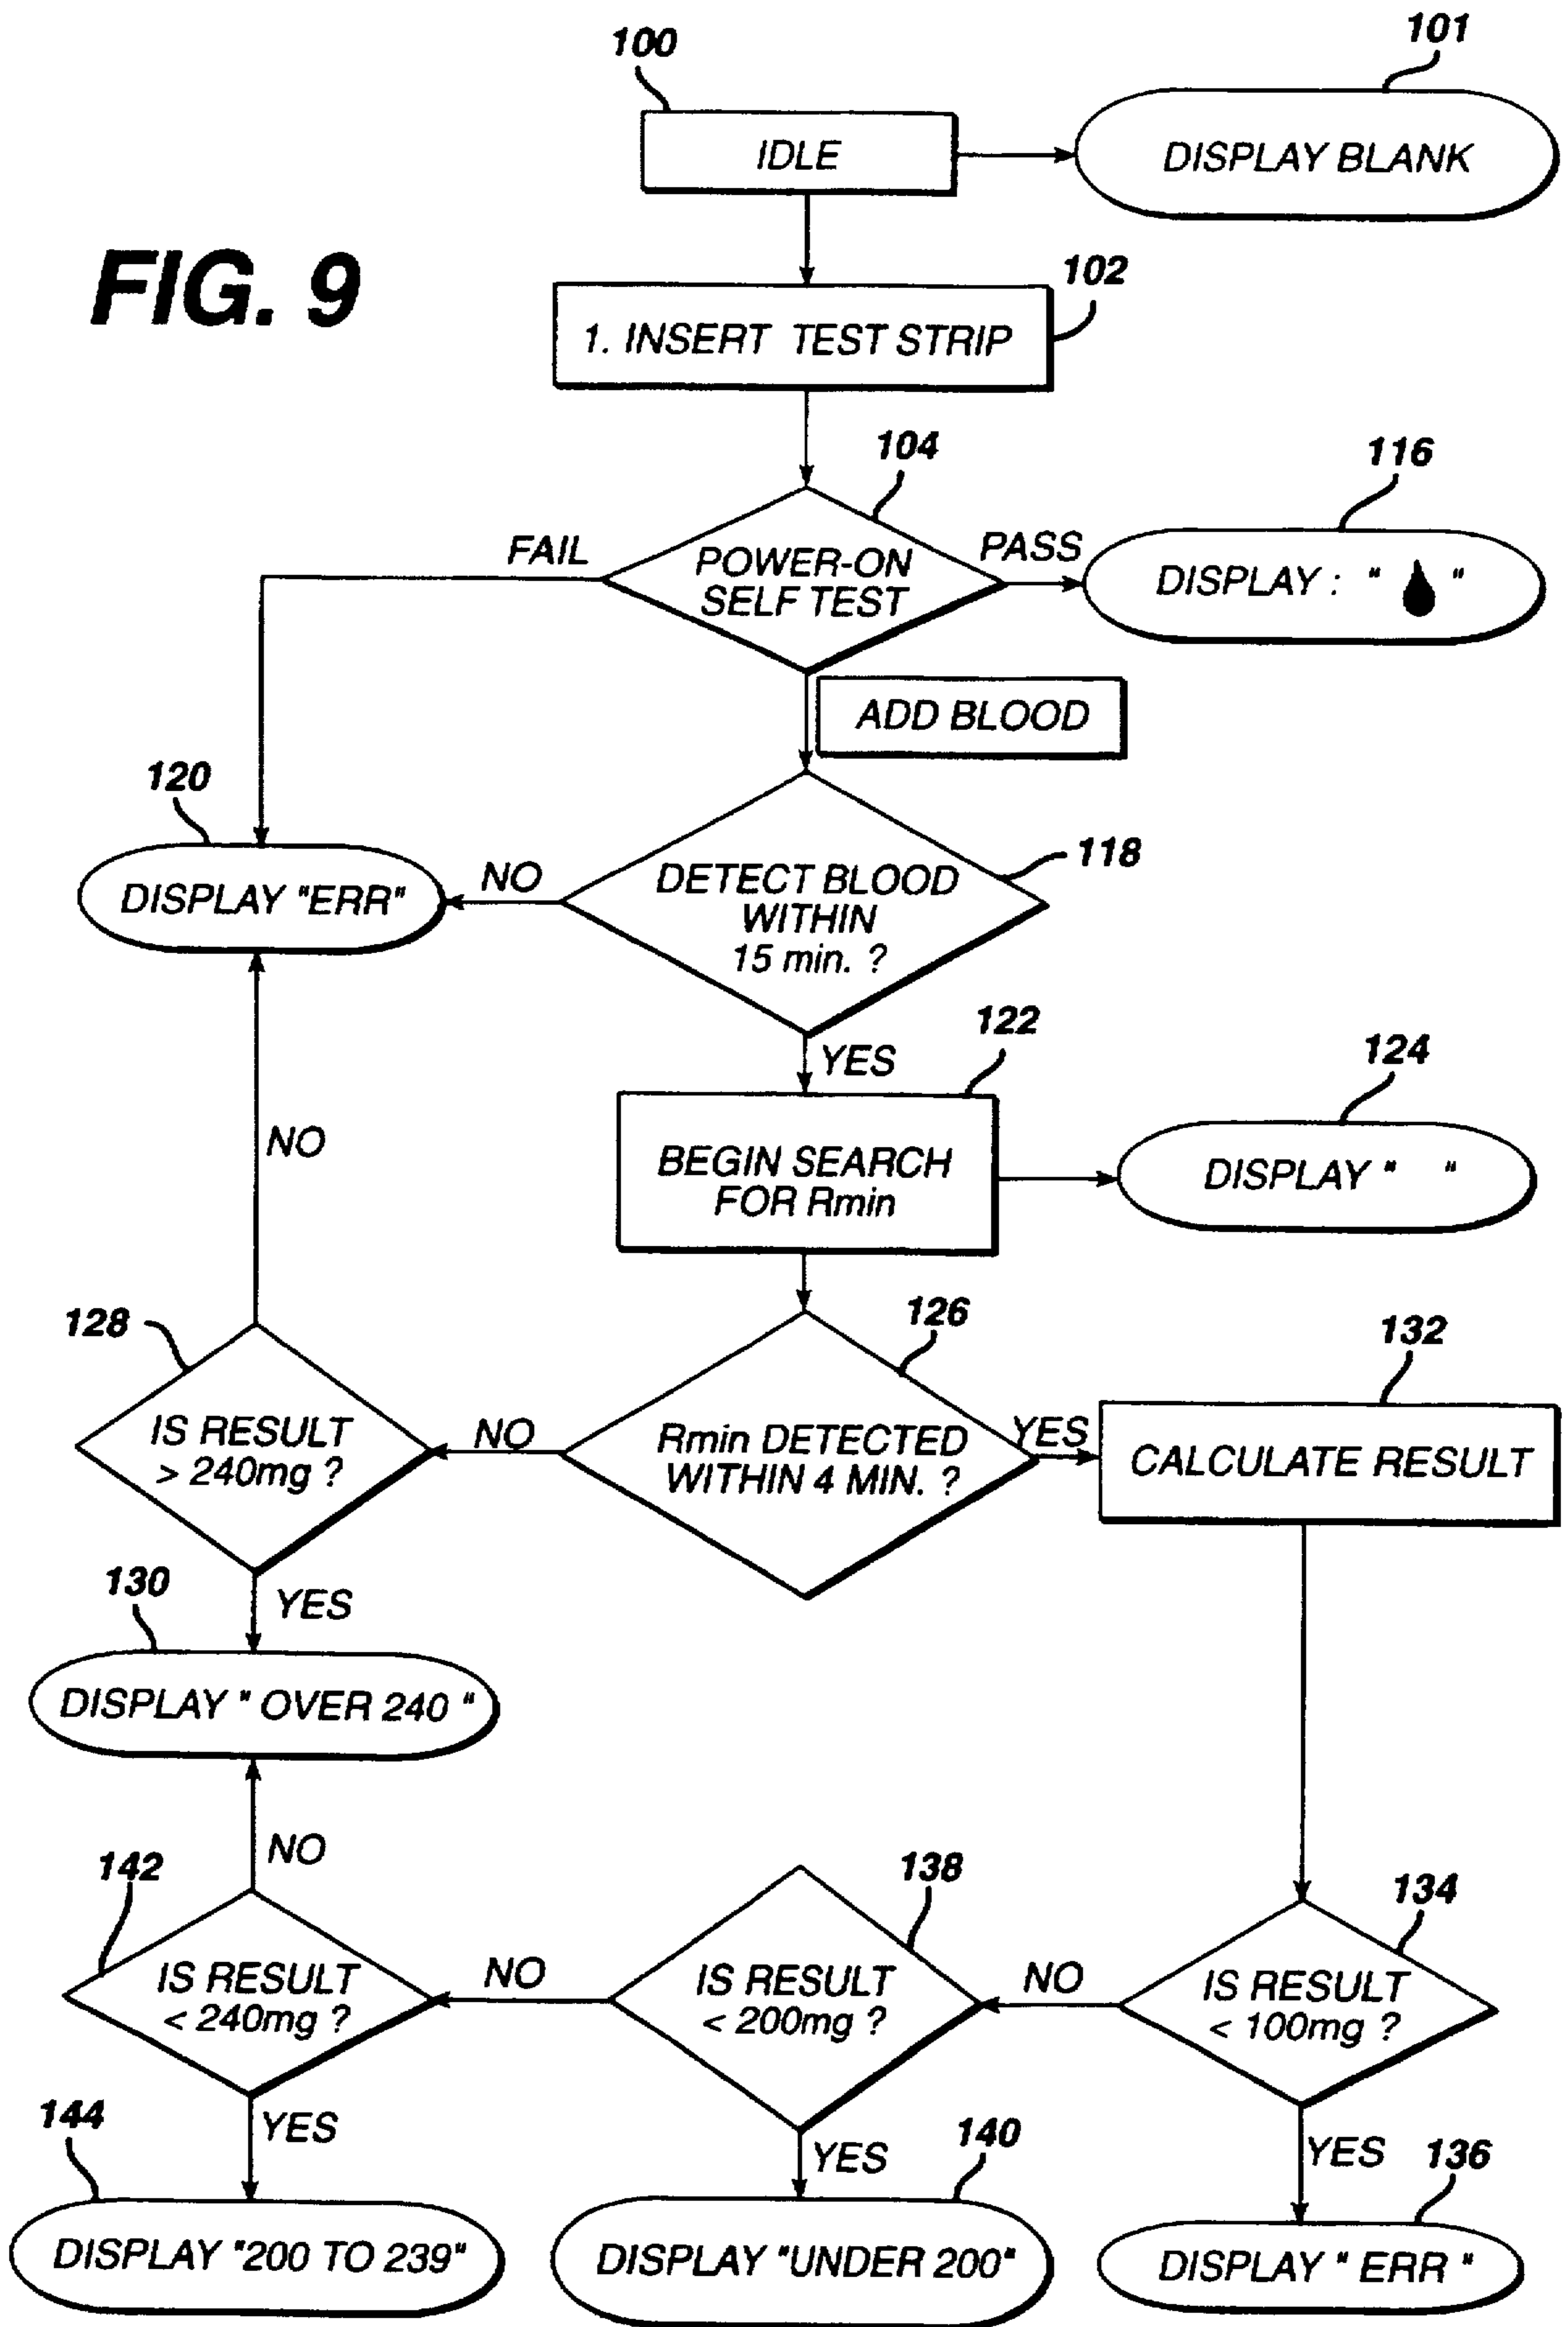 100
101
IDLE
DISPLAY BLANK
FIG. 9
102
1. INSERT TEST STRIP
104
116
FAIL
POWER-ON
SELF TEST
PASS
DISPLAY : " "
ADD BLOOD
120
118
DISPLAY "ERR"
NO
DETECT BLOOD
WITHIN
15 min. ?
122
YES
124
NO
BEGIN SEARCH
FOR Rmin
DISPLAY " "
128
126
132
IS RESULT
> 240mg ?
NO
Rmin DETECTED
WITHIN 4 MIN. ?
YES
CALCULATE RESULT
130
YES
DISPLAY " OVER 240 "
NO
142
138
134
IS RESULT
< 240mg ?
NO
IS RESULT
< 200mg ?
NO
IS RESULT
< 100mg ?
144
YES
YES
140
YES
136
DISPLAY "200 TO 239"
DISPLAY "UNDER 200"
DISPLAY " ERR "